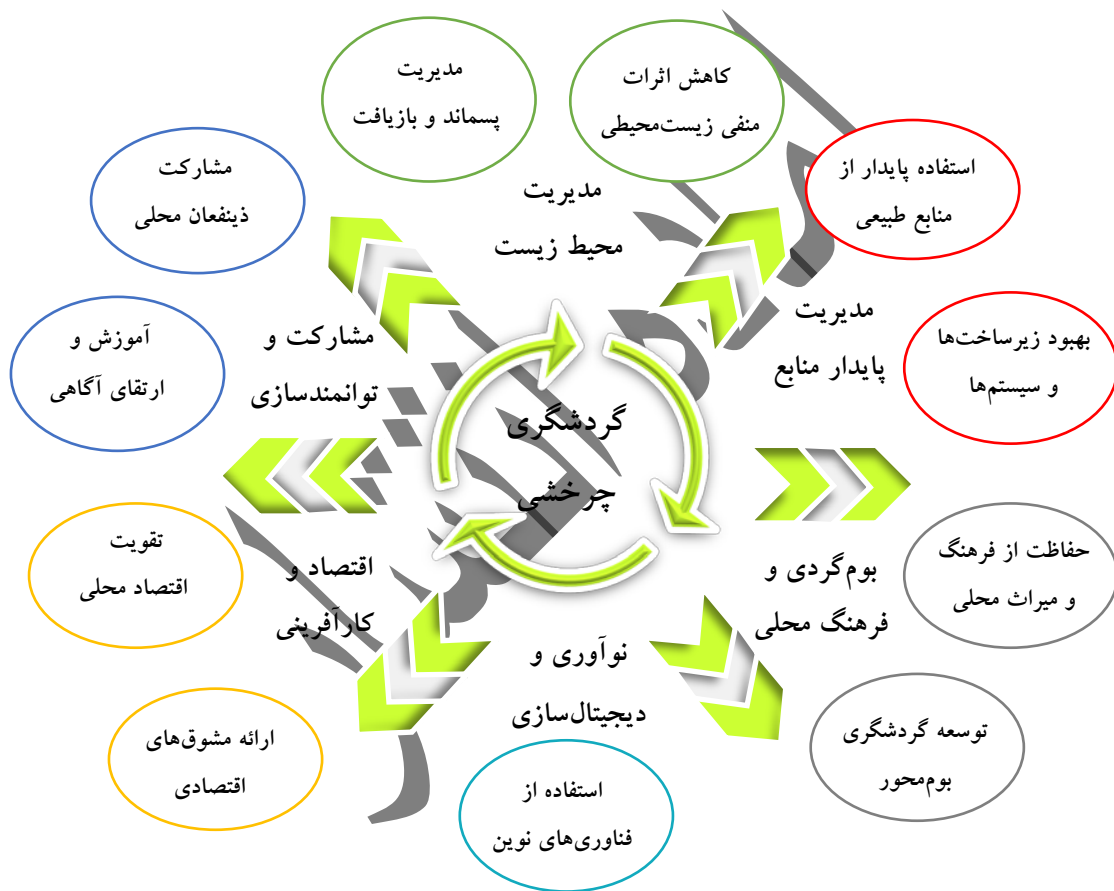 مدیریت
پسماند و بازیافت
کاهش اثرات
منفی زیست‌محیطی
استفاده پایدار از
منابع طبیعی
مشارکت
ذینفعان محلی
مدیریت
محیط زیست
بهبود زیرساخت‌ها
و سیستم‌ها
مدیریت
پایدار منابع
آموزش و
ارتقای آگاهی
مشارکت و
توانمندسازی
گردشگری
چرخشی
تقویت
اقتصاد محلی
اقتصاد و
کارآفرینی
بوم‌گردی و
فرهنگ محلی
حفاظت از فرهنگ
و میراث محلی
نوآوری و
دیجیتال‌سازی
ارائه مشوق‌های
اقتصادی
استفاده از
فناوری‌های نوین
توسعه گردشگری
بوم‌محور